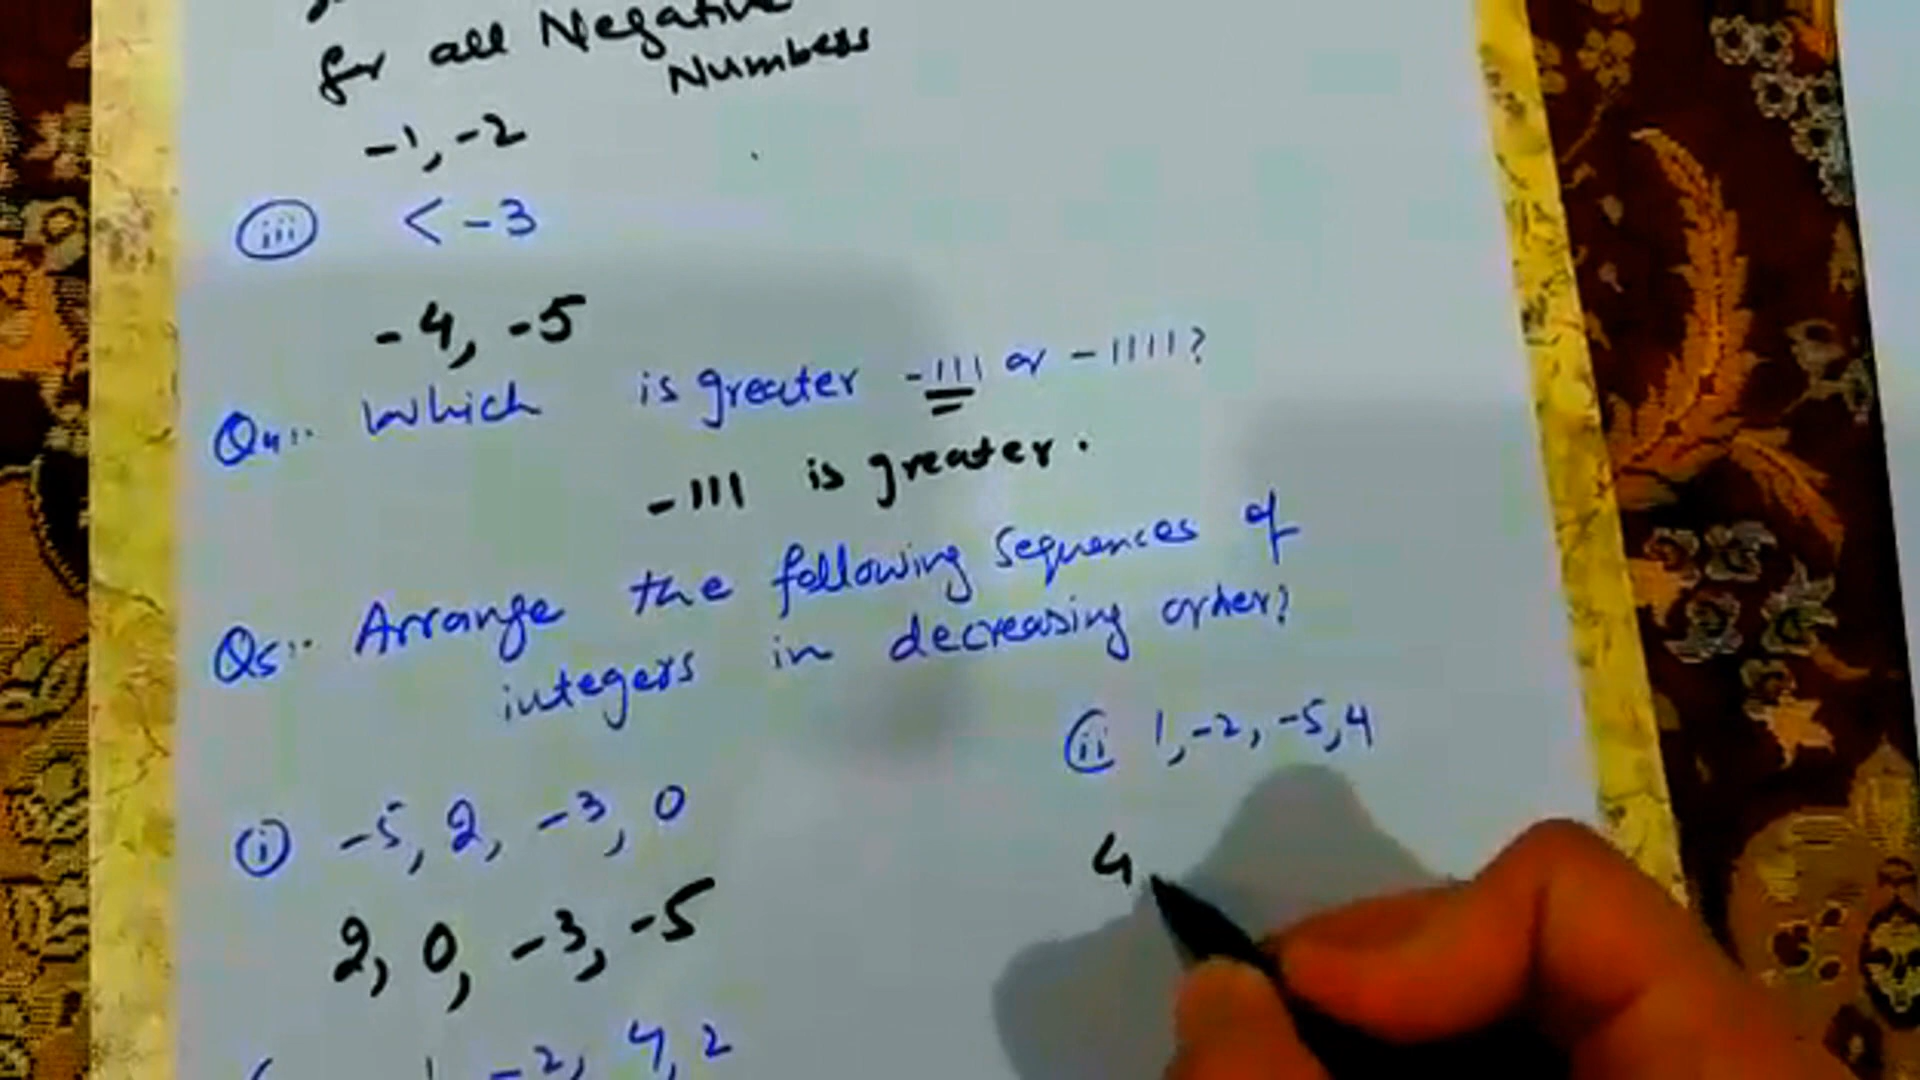 for all Negative
Numbers
-1, -2
(iii) < -3
-4, -5
Q4:- Which is greater -111 or -1111?
-111 is greater.
Q5:- Arrange the following sequences of
integers in decreasing order?
(i) -5, 2, -3, 0
(ii) 1, -2, -5, 4
2, 0, -3, -5
4
1 -2, 4, 2